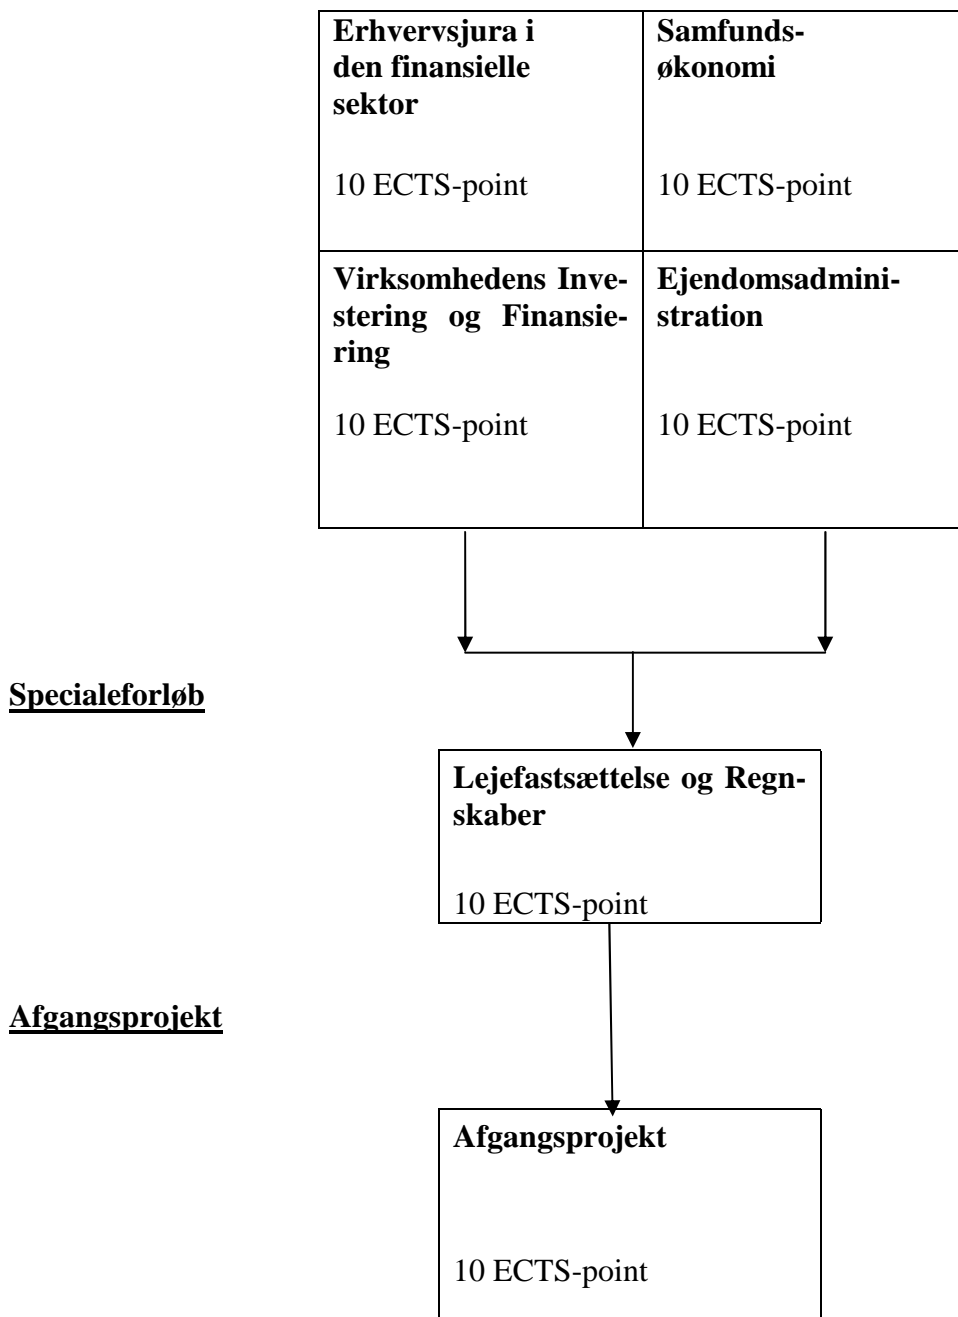 Erhvervsjura i
den finansielle
sektor
10 ECTS-point
Samfunds-
økonomi
10 ECTS-point
Virksomhedens Inve-
stering og Finansie-
ring
10 ECTS-point
Ejendomsadmini-
stration
10 ECTS-point
Specialeforløb
Lejefastsættelse og Regn-
skaber
10 ECTS-point
Afgangsprojekt
Afgangsprojekt
10 ECTS-point